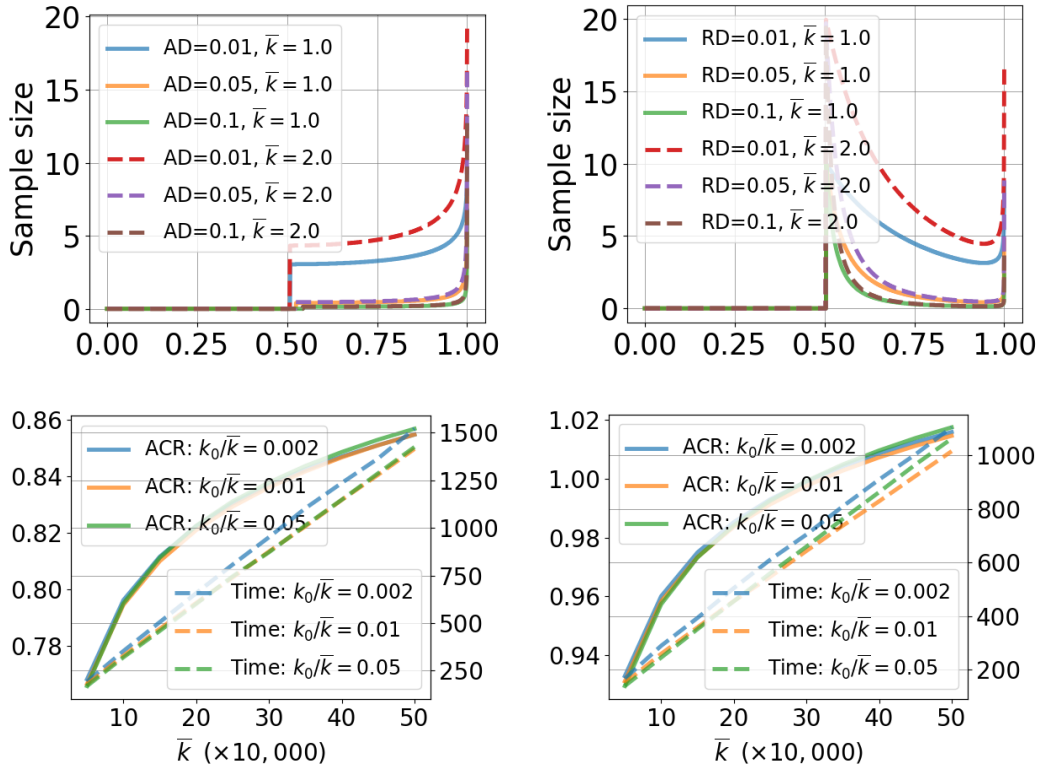 20
15
10
5
0
Sample size
AD=0.01, k̅=1.0
AD=0.05, k̅=1.0
AD=0.1, k̅=1.0
AD=0.01, k̅=2.0
AD=0.05, k̅=2.0
AD=0.1, k̅=2.0
0.00 0.25 0.50 0.75 1.00
20
15
10
5
0
Sample size
RD=0.01, k̅=1.0
RD=0.05, k̅=1.0
RD=0.1, k̅=1.0
RD=0.01, k̅=2.0
RD=0.05, k̅=2.0
RD=0.1, k̅=2.0
0.00 0.25 0.50 0.75 1.00
0.86
0.84
0.82
0.80
0.78
ACR: k₀/k̅=0.002
ACR: k₀/k̅=0.01
ACR: k₀/k̅=0.05
Time: k₀/k̅=0.002
Time: k₀/k̅=0.01
Time: k₀/k̅=0.05
1500
1250
1000
750
500
250
10 20 30 40 50
k̅ (×10,000)
1.02
1.00
0.98
0.96
0.94
ACR: k₀/k̅=0.002
ACR: k₀/k̅=0.01
ACR: k₀/k̅=0.05
Time: k₀/k̅=0.002
Time: k₀/k̅=0.01
Time: k₀/k̅=0.05
1000
800
600
400
200
10 20 30 40 50
k̅ (×10,000)